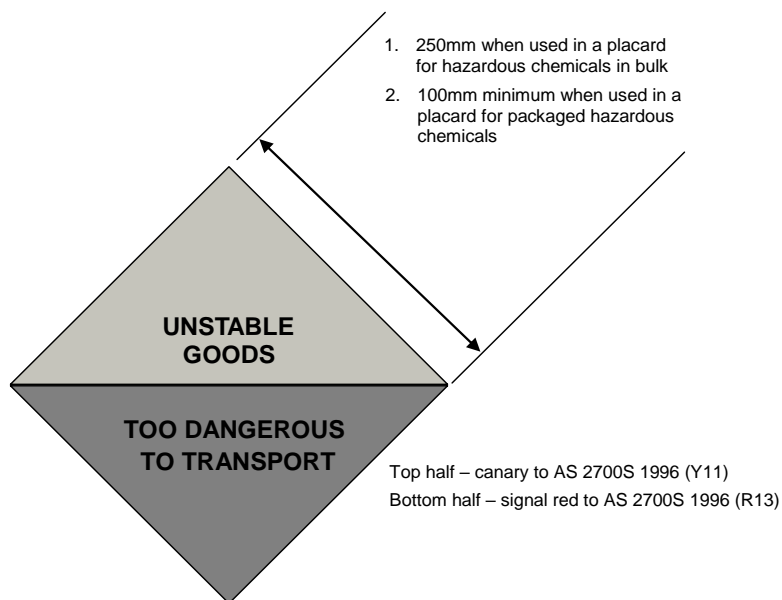 1. 250mm when used in a placard
for hazardous chemicals in bulk
2. 100mm minimum when used in a
placard for packaged hazardous
chemicals
UNSTABLE
GOODS
TOO DANGEROUS
TO TRANSPORT
Top half – canary to AS 2700S 1996 (Y11)
Bottom half – signal red to AS 2700S 1996 (R13)